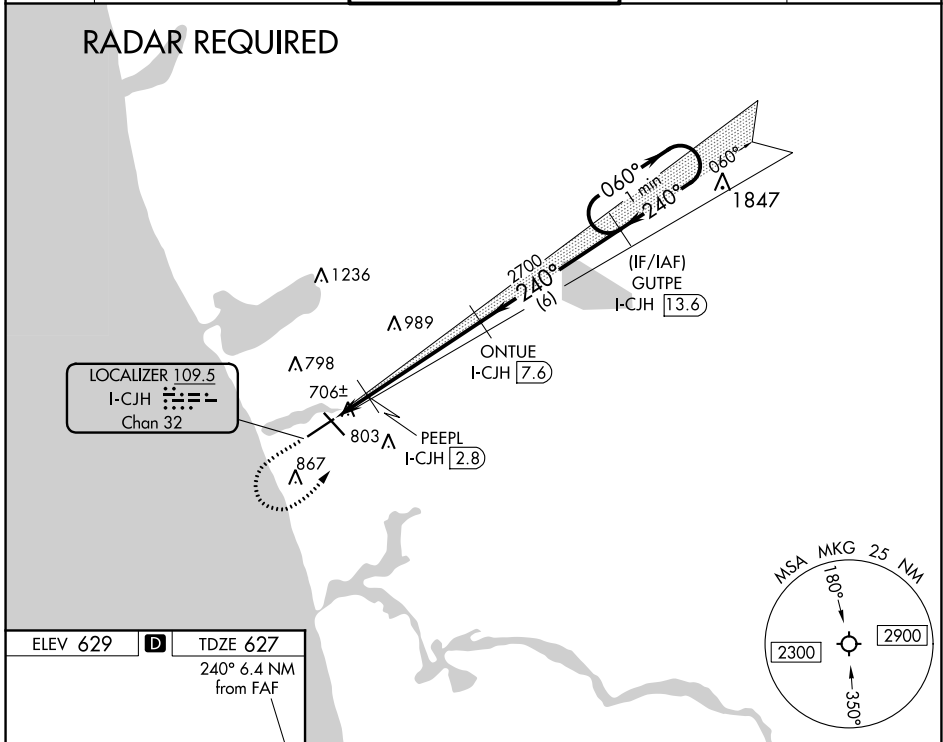 RADAR REQUIRED
060°
1 min
240°
060°
1847
2700
240°
(6)
(IF/IAF)
GUTPE
I-CJH 13.6
1236
989
ONTUE
I-CJH 7.6
798
LOCALIZER 109.5
I-CJH
Chan 32
706±
803
PEEPL
I-CJH 2.8
867
MSA MKG 25 NM
180°
2300
2900
350°
ELEV 629 D TDZE 627
240° 6.4 NM
from FAF